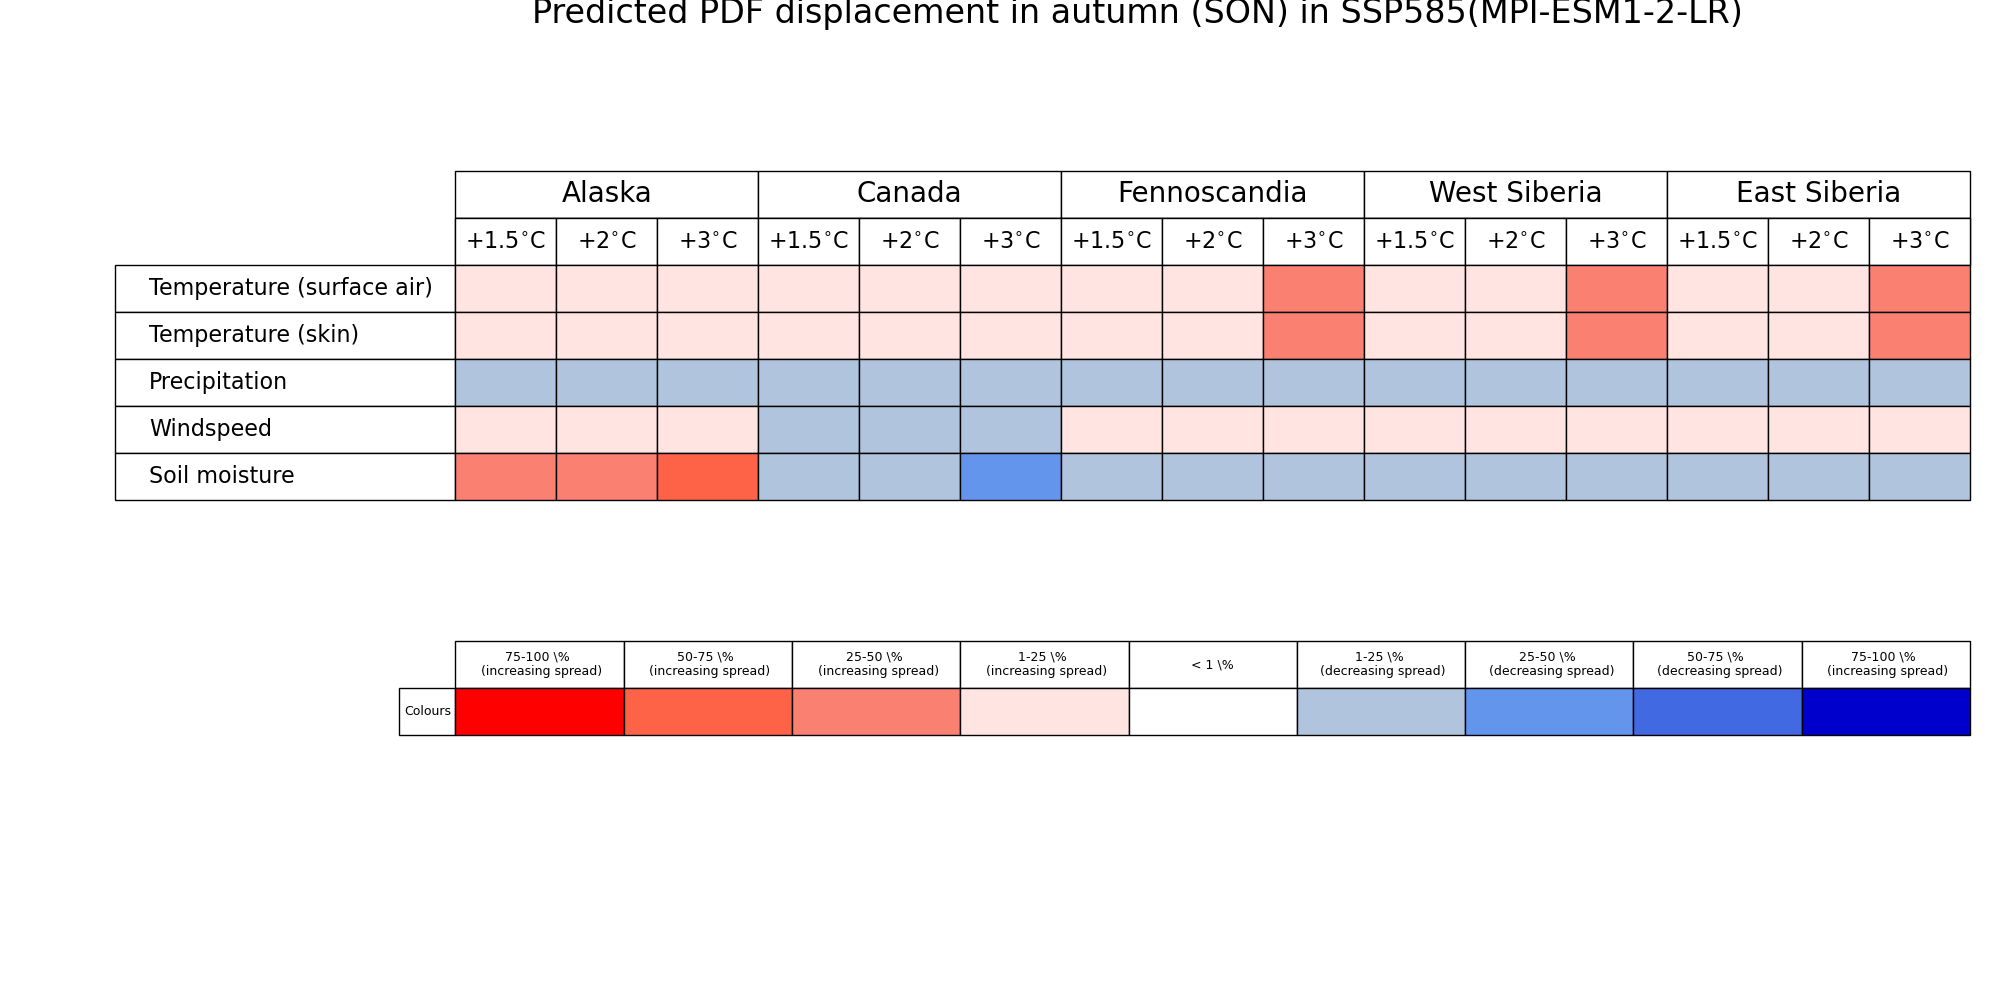 Predicted PDF displacement in autumn (SON) in SSP585(MPI-ESM1-2-LR)
Alaska Canada Fennoscandia West Siberia East Siberia
+1.5°C +2°C +3°C +1.5°C +2°C +3°C +1.5°C +2°C +3°C +1.5°C +2°C +3°C +1.5°C +2°C +3°C
Temperature (surface air)
Temperature (skin)
Precipitation
Windspeed
Soil moisture
75-100 \% 50-75 \% 25-50 \% 1-25 \% < 1 \% 1-25 \% 25-50 \% 50-75 \% 75-100 \%
(increasing spread) (increasing spread) (increasing spread) (increasing spread) (decreasing spread) (decreasing spread) (decreasing spread) (increasing spread)
Colours